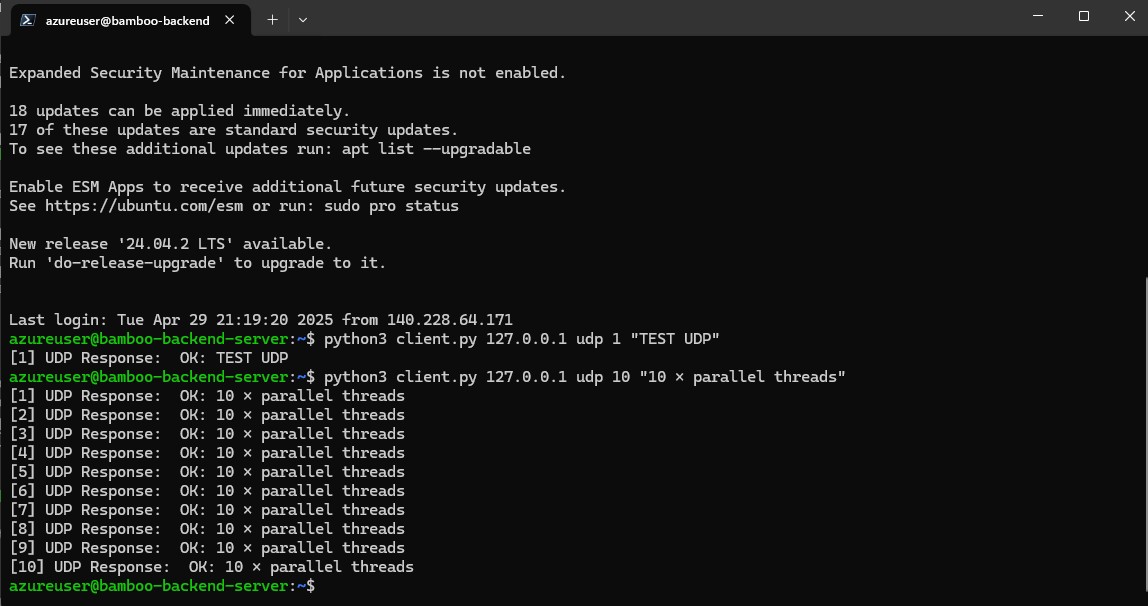 azureuser@bamboo-backend
Expanded Security Maintenance for Applications is not enabled.
18 updates can be applied immediately.
17 of these updates are standard security updates.
To see these additional updates run: apt list --upgradable
Enable ESM Apps to receive additional future security updates.
See https://ubuntu.com/esm or run: sudo pro status
New release '24.04.2 LTS' available.
Run 'do-release-upgrade' to upgrade to it.
Last login: Tue Apr 29 21:19:20 2025 from 140.228.64.171
azureuser@bamboo-backend-server:~$ python3 client.py 127.0.0.1 udp 1 "TEST UDP"
[1] UDP Response:  OK: TEST UDP
azureuser@bamboo-backend-server:~$ python3 client.py 127.0.0.1 udp 10 "10 × parallel threads"
[1] UDP Response:  OK: 10 × parallel threads
[2] UDP Response:  OK: 10 × parallel threads
[3] UDP Response:  OK: 10 × parallel threads
[4] UDP Response:  OK: 10 × parallel threads
[5] UDP Response:  OK: 10 × parallel threads
[6] UDP Response:  OK: 10 × parallel threads
[7] UDP Response:  OK: 10 × parallel threads
[8] UDP Response:  OK: 10 × parallel threads
[9] UDP Response:  OK: 10 × parallel threads
[10] UDP Response:  OK: 10 × parallel threads
azureuser@bamboo-backend-server:~$